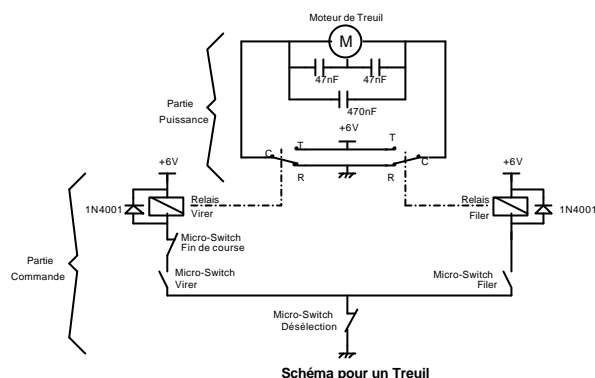 Moteur de Treuil
M
47nF
47nF
470nF
Partie
Puissance
+6V
T
T
C
C
R
R
+6V
+6V
1N4001
Relais
Virer
Relais
Filer
1N4001
Micro-Switch
Fin de course
Partie
Commande
Micro-Switch
Virer
Micro-Switch
Filer
Micro-Switch
Désélection
Schéma pour un Treuil